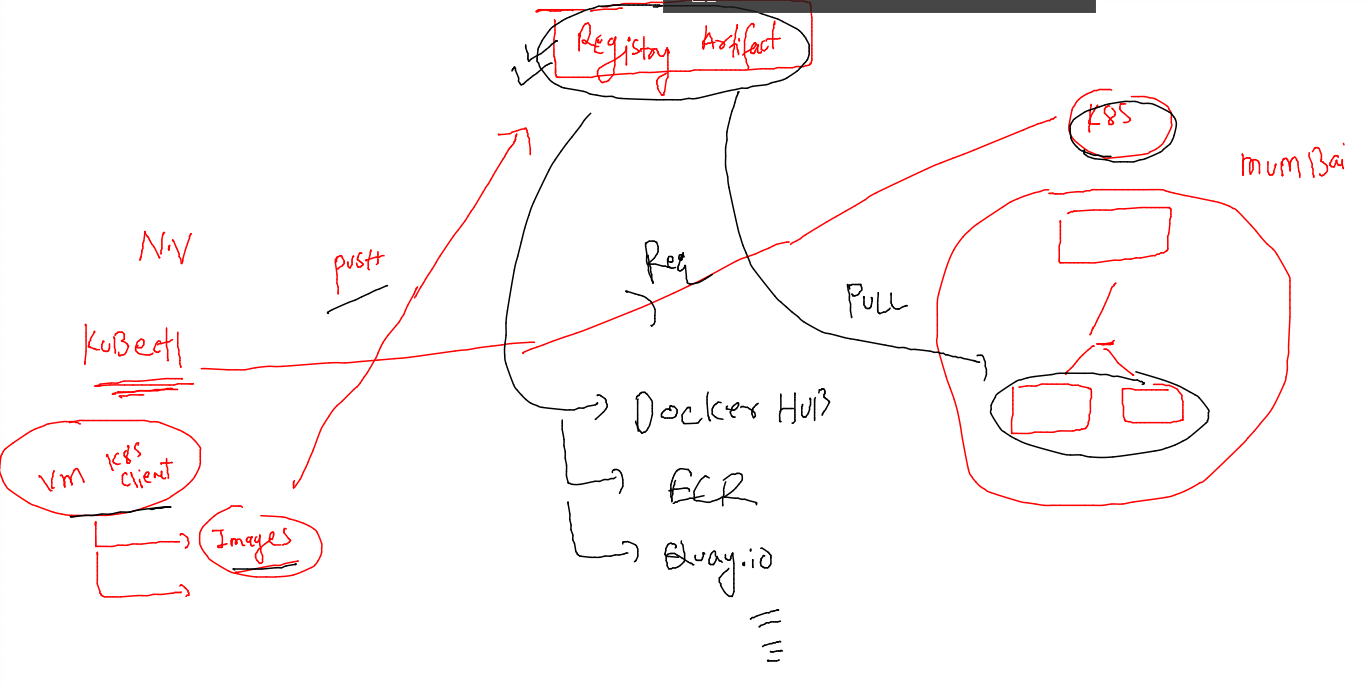 Registry Artifact
K8S
mumBai
N.V
PUSH
Req
PULL
KuBectl
Docker HUB
K8S
VM Client
ECR
Images
Quay.io